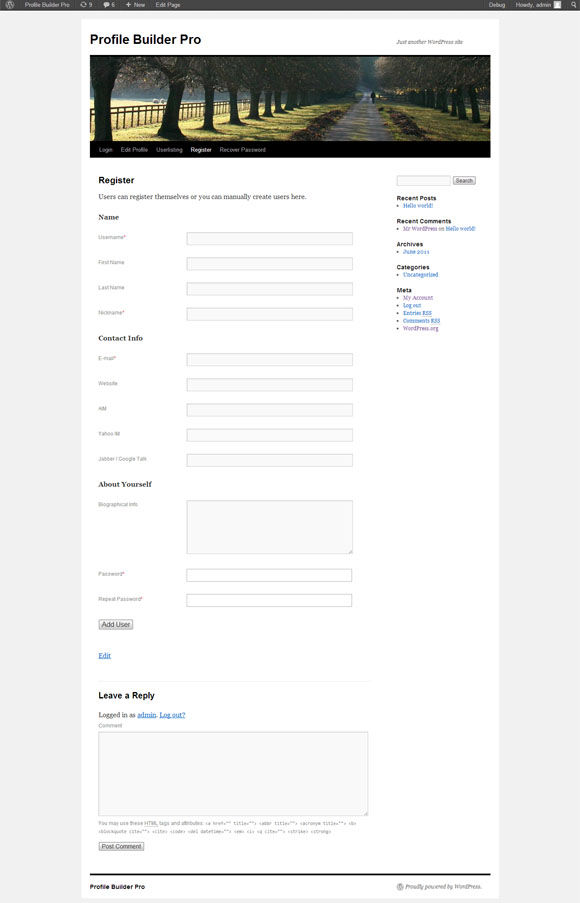 Profile Builder Pro 9 6 New Edit Page Debug Howdy, admin
Profile Builder Pro
Just another WordPress site
Login Edit Profile Userlisting Register Recover Password
Register
Users can register themselves or you can manually create users here.
Name
Username*
First Name
Last Name
Nickname*
Contact Info
E-mail*
Website
AIM
Yahoo IM
Jabber / Google Talk
About Yourself
Biographical Info
Password*
Repeat Password*
Add User
Edit
Search
Recent Posts
Hello world!
Recent Comments
Mr WordPress on Hello world!
Archives
June 2011
Categories
Uncategorized
Meta
My Account
Log out
Entries RSS
Comments RSS
WordPress.org
Leave a Reply
Logged in as admin. Log out?
Comment
You may use these HTML tags and attributes: <a href="" title=""> <abbr title=""> <acronym title=""> <b>
<blockquote cite=""> <cite> <code> <del datetime=""> <em> <i> <q cite=""> <strike> <strong>
Post Comment
Profile Builder Pro
Proudly powered by WordPress.